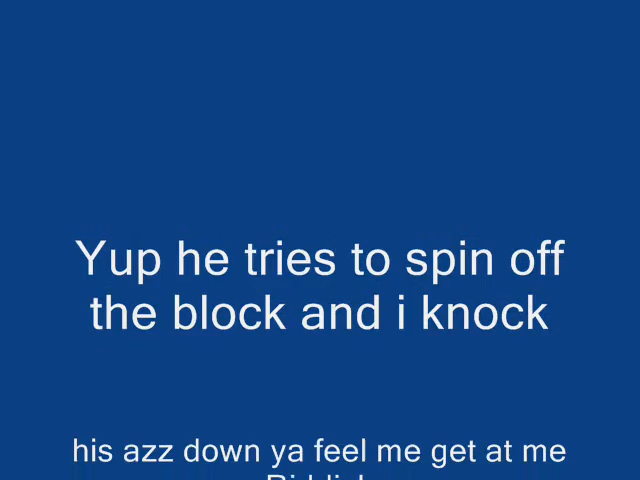 Yup he tries to spin off
the block and i knock
his azz down ya feel me get at me